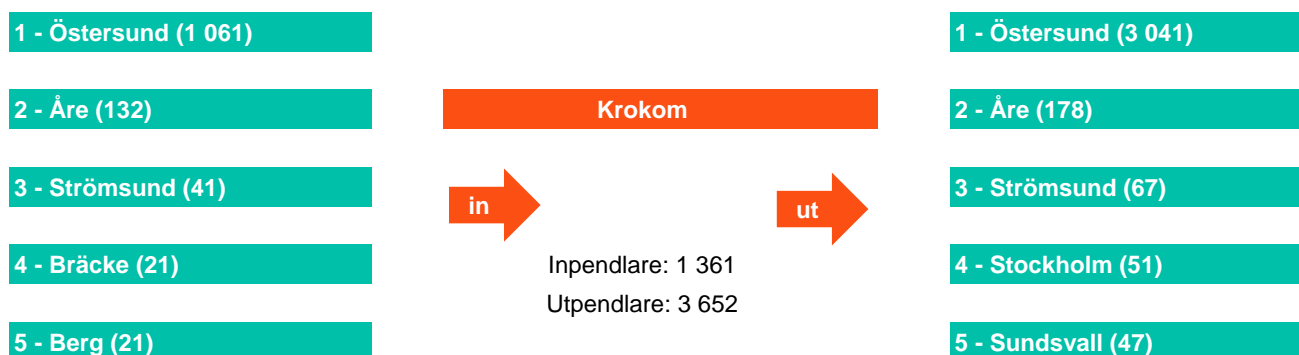 1 - Östersund (1 061)
2 - Åre (132)
3 - Strömsund (41)
4 - Bräcke (21)
5 - Berg (21)
Krokom
in
ut
Inpendlare: 1 361
Utpendlare: 3 652
1 - Östersund (3 041)
2 - Åre (178)
3 - Strömsund (67)
4 - Stockholm (51)
5 - Sundsvall (47)